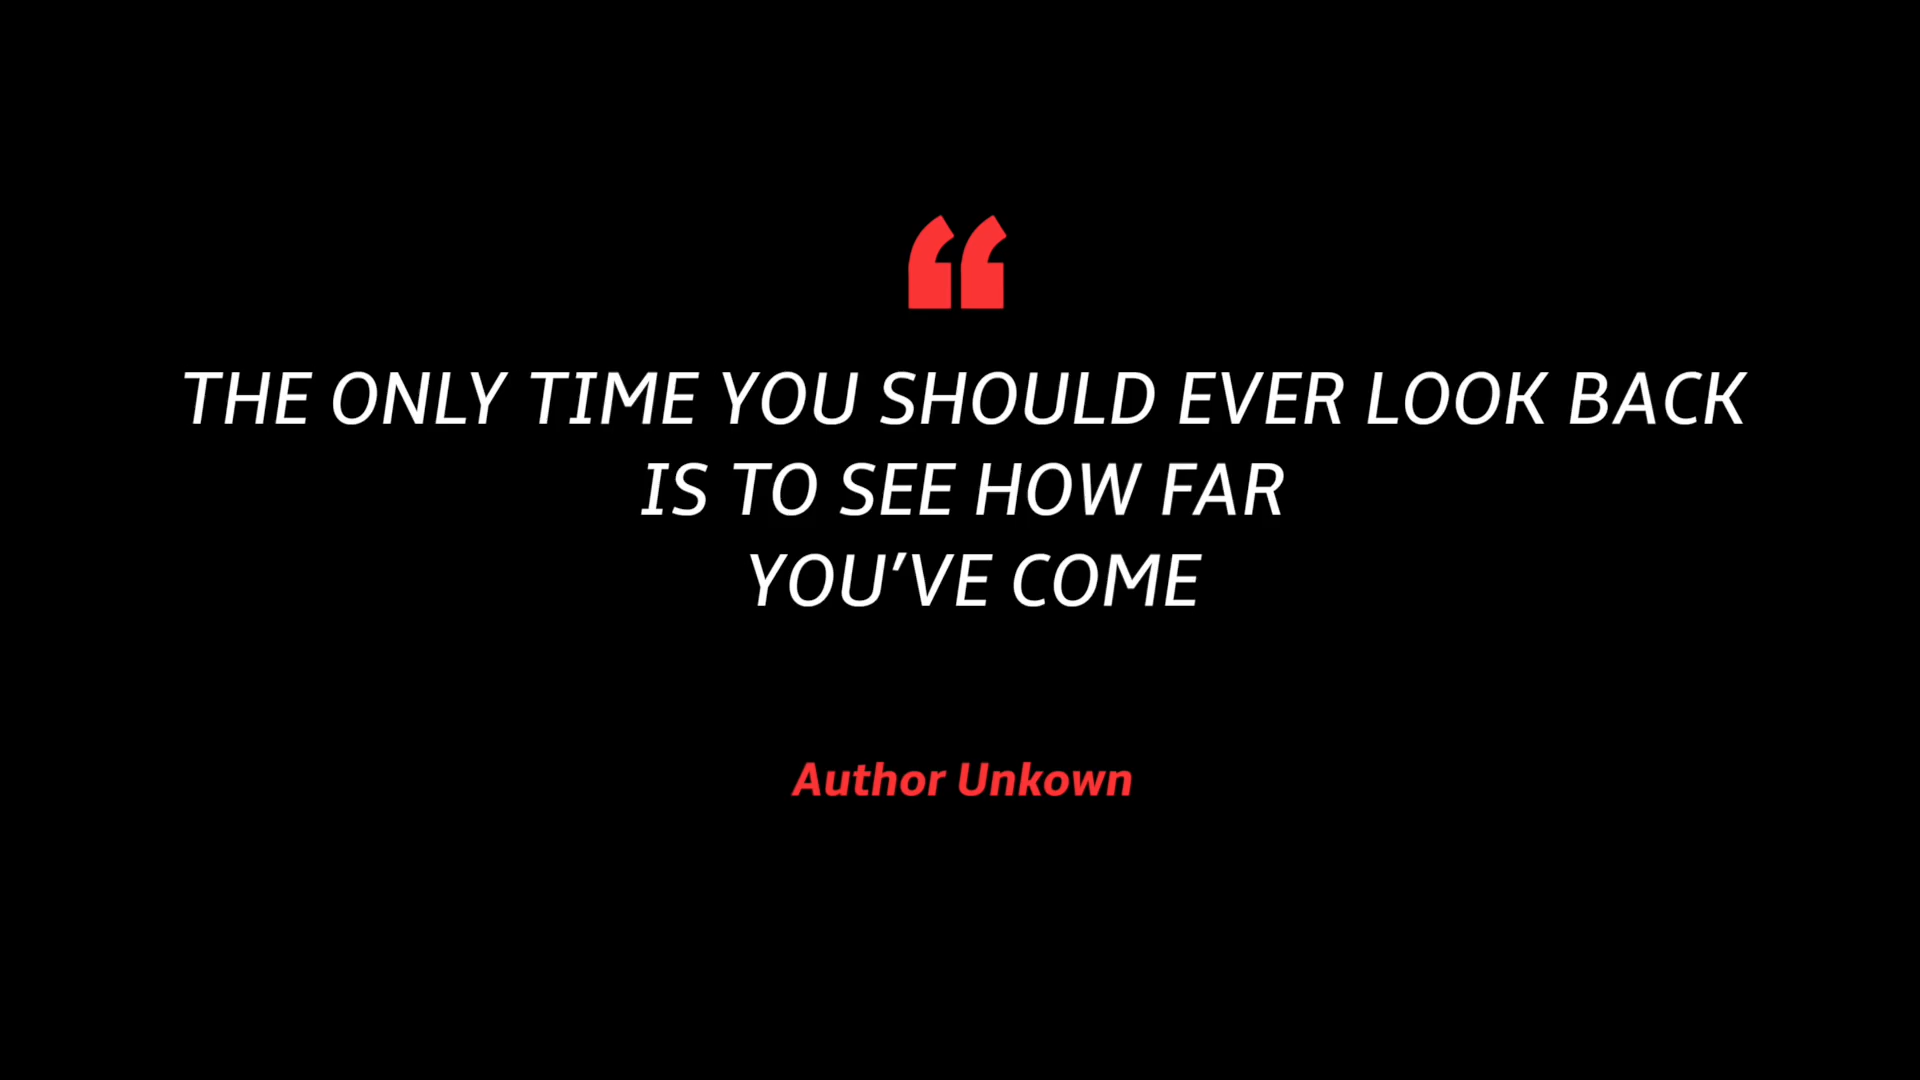 “
THE ONLY TIME YOU SHOULD EVER LOOK BACK
IS TO SEE HOW FAR
YOU’VE COME
Author Unkown